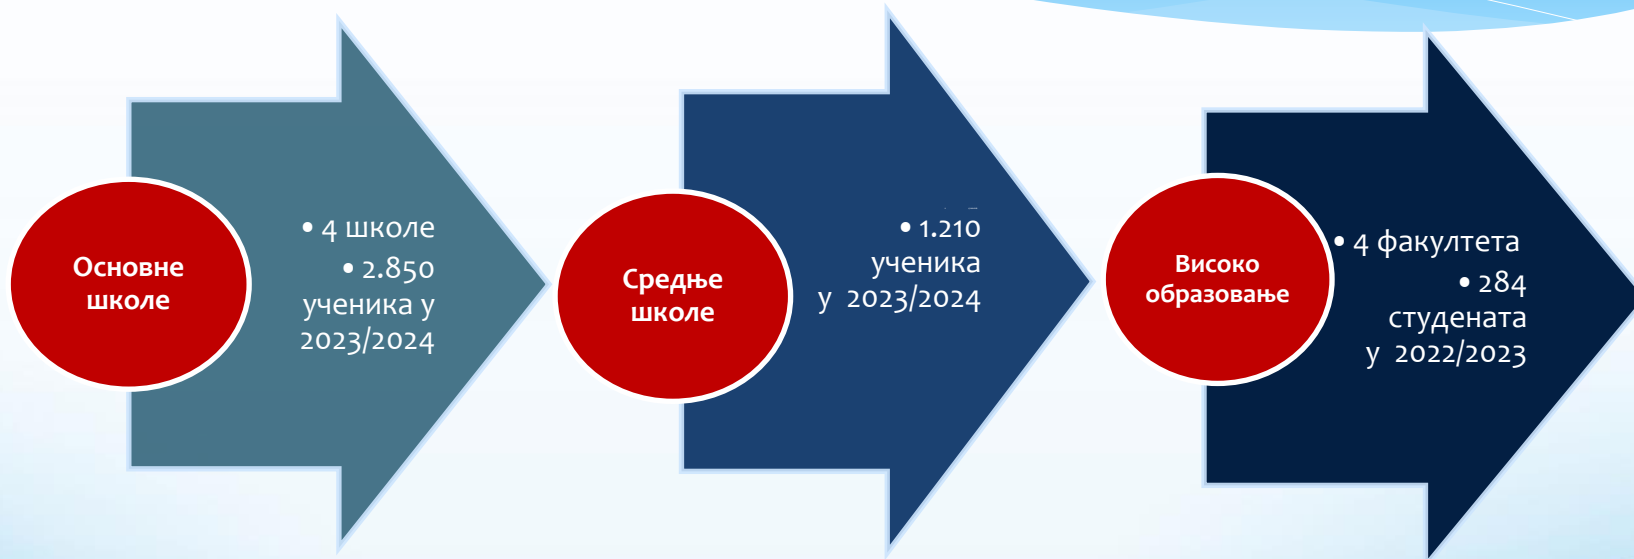 Основне
школе
• 4 школе
• 2.850
ученика у
2023/2024
Средње
школе
• 1.210
ученика
у 2023/2024
Високо
образовање
• 4 факултета
• 284
студената
у 2022/2023